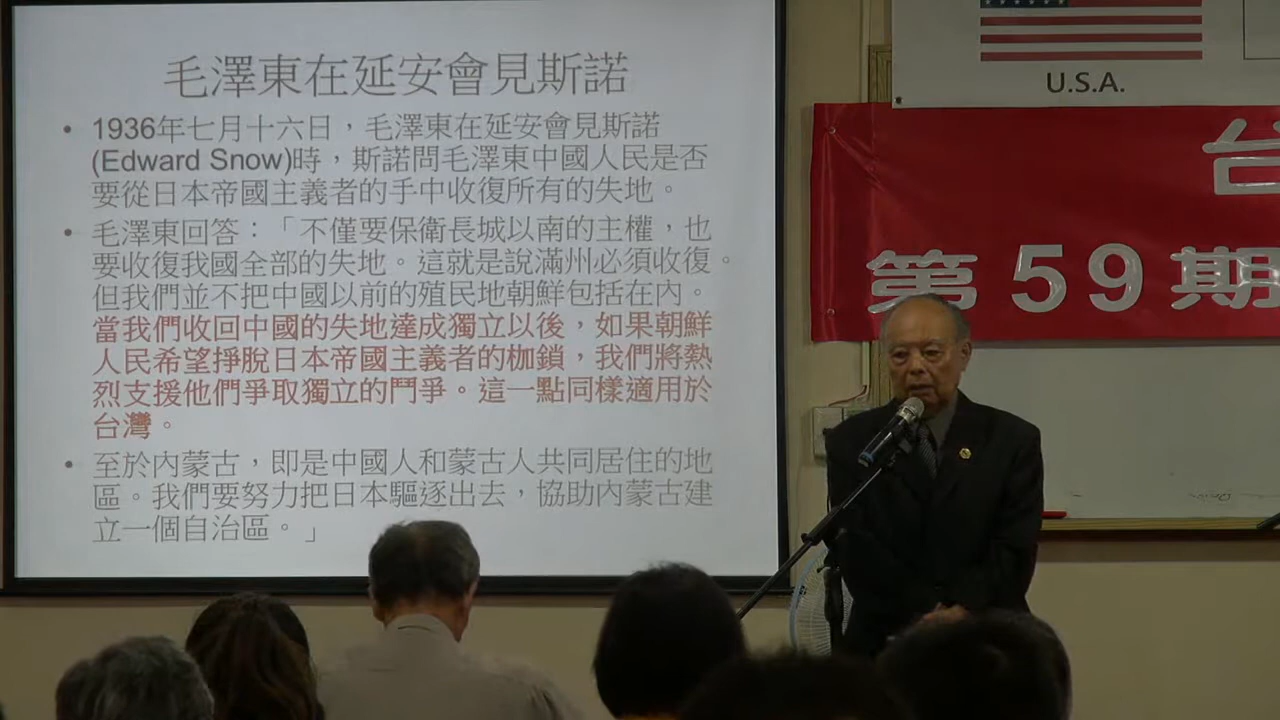 毛澤東在延安會見斯諾
• 1936年七月十六日，毛澤東在延安會見斯諾
(Edward Snow)時，斯諾問毛澤東中國人民是否
要從日本帝國主義者的手中收復所有的失地。
• 毛澤東回答：「不僅要保衛長城以南的主權，也
要收復我國全部的失地。這就是說滿州必須收復。
但我們並不把中國以前的殖民地朝鮮包括在內。
當我們收回中國的失地達成獨立以後，如果朝鮮
人民希望掙脫日本帝國主義者的枷鎖，我們將熱
烈支援他們爭取獨立的鬥爭。這一點同樣適用於
台灣。
• 至於內蒙古，即是中國人和蒙古人共同居住的地
區。我們要努力把日本驅逐出去，協助內蒙古建
立一個自治區。」
U.S.A.
台
第59期